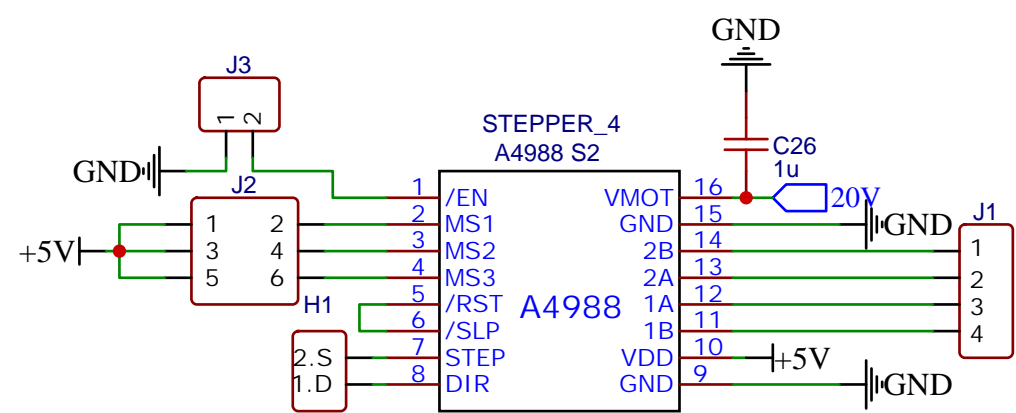 GND
J3
1 2
STEPPER_4
A4988 S2
C26
1u
GND
J2
+5V
1 2
3 4
5 6
H1
2.S
1.D
1 /EN
2 MS1
3 MS2
4 MS3
5 /RST
6 /SLP
7 STEP
8 DIR
A4988
VMOT 16
GND 15
2B 14
2A 13
1A 12
1B 11
VDD 10
GND 9
20V
GND
J1
1
2
3
4
+5V
GND